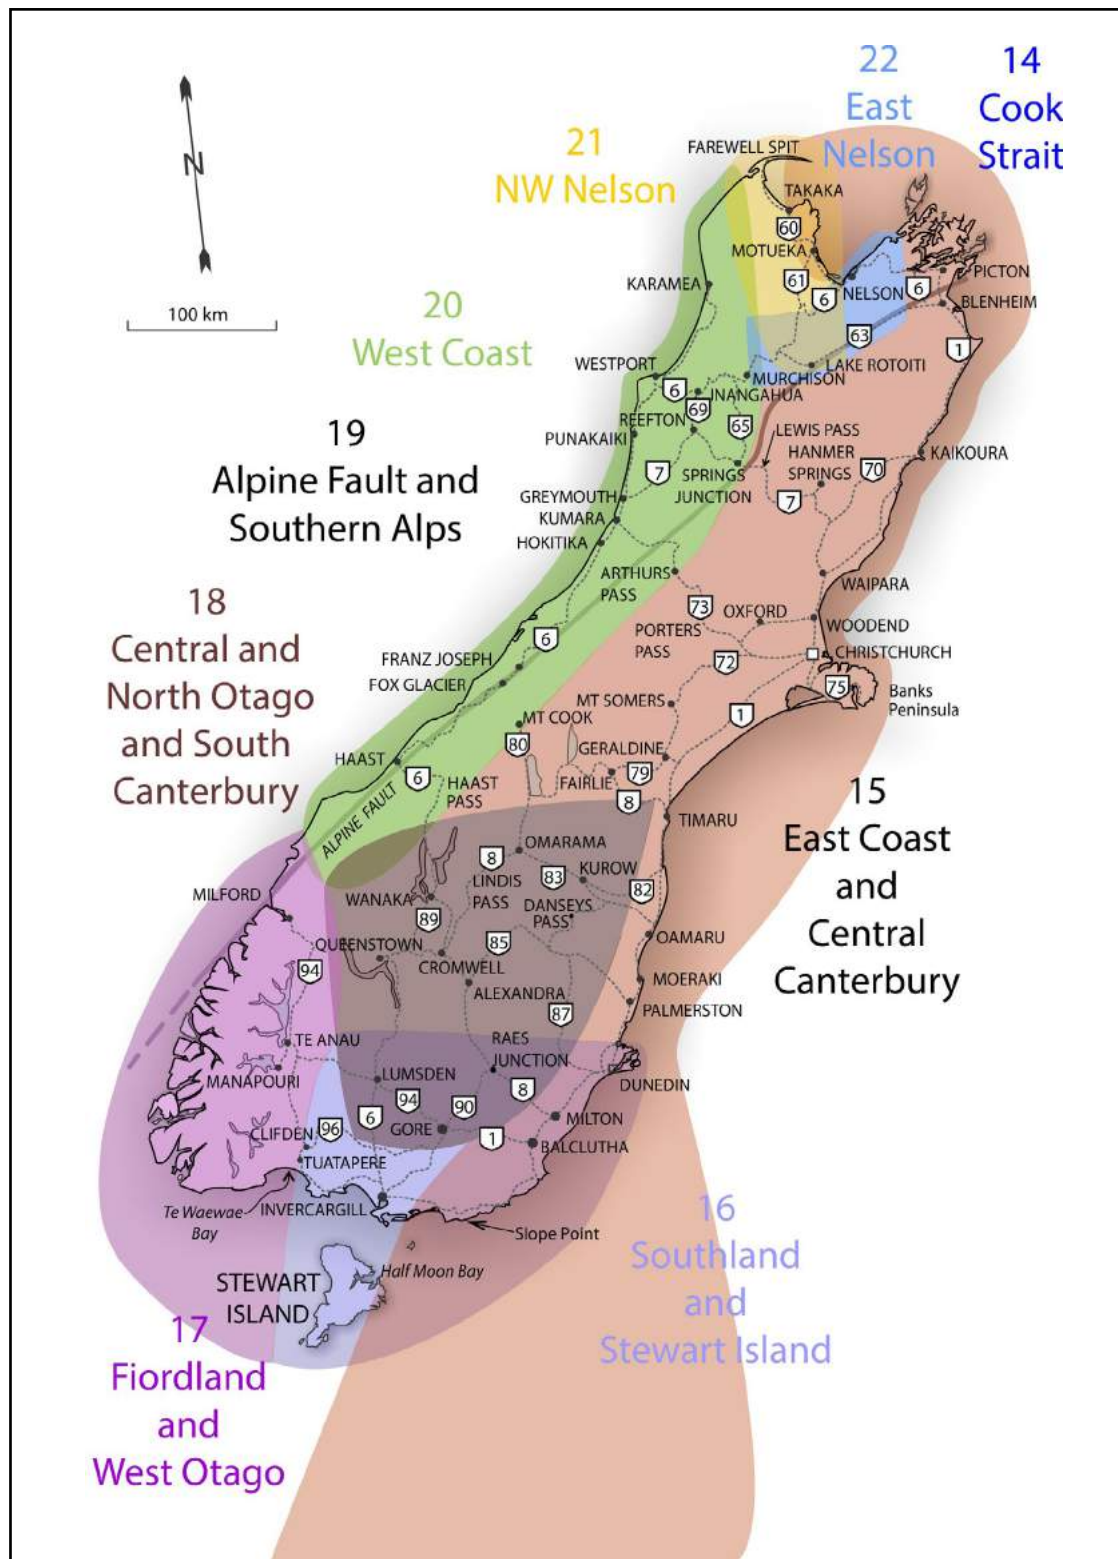 22
East
Nelson
14
Cook
Strait
21
NW Nelson
FAREWELL SPIT
TAKAKA
60
MOTUEKA
N
61
6
NELSON
6
PICTON
BLENHEIM
KARAMEA
100 km
20
West Coast
63
1
LAKE ROTOITI
WESTPORT
MURCHISON
6
INANGAHUA
69
REEFTON
65
PUNAKAIKI
LEWIS PASS
19
Alpine Fault and
Southern Alps
KAIKOURA
HANMER
SPRINGS
70
7
SPRINGS
JUNCTION
7
GREYMOUTH
KUMARA
HOKITIKA
ARTHURS
PASS
WAIPARA
18
Central and
North Otago
and South
Canterbury
73
OXFORD
WOODEND
6
PORTERS
PASS
CHRISTCHURCH
FRANZ JOSEPH
FOX GLACIER
72
75
Banks
Peninsula
MT SOMERS
1
MT COOK
80
GERALDINE
HAAST
6
HAAST
PASS
FAIRLIE
79
8
ALPINE FAULT
TIMARU
15
East Coast
and
Central
Canterbury
OMARAMA
8
LINDIS
PASS
83
KUROW
82
MILFORD
WANAKA
89
DANSEYS
PASS
QUEENSTOWN
85
OAMARU
94
CROMWELL
MOERAKI
ALEXANDRA
PALMERSTON
87
TE ANAU
RAES
JUNCTION
MANAPOURI
LUMSDEN
8
DUNEDIN
94
90
6
GORE
MILTON
CLIFDEN
96
1
BALCLUTHA
TUATAPERE
Te Waewae
Bay
INVERCARGILL
Slope Point
16
Southland
and
Stewart Island
Half Moon Bay
STEWART
ISLAND
17
Fiordland
and
West Otago